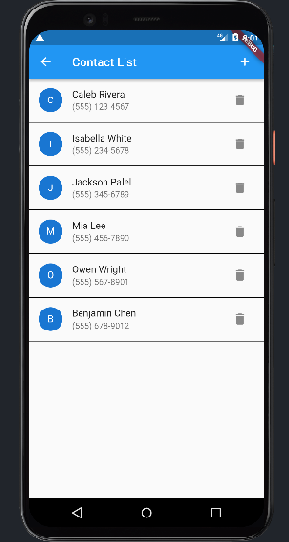 Contact List
C
Caleb Rivera
(555) 123-4567
I
Isabella White
(555) 234-5678
J
Jackson Patel
(555) 345-6789
M
Mia Lee
(555) 456-7890
O
Owen Wright
(555) 567-8901
B
Benjamin Chen
(555) 678-9012